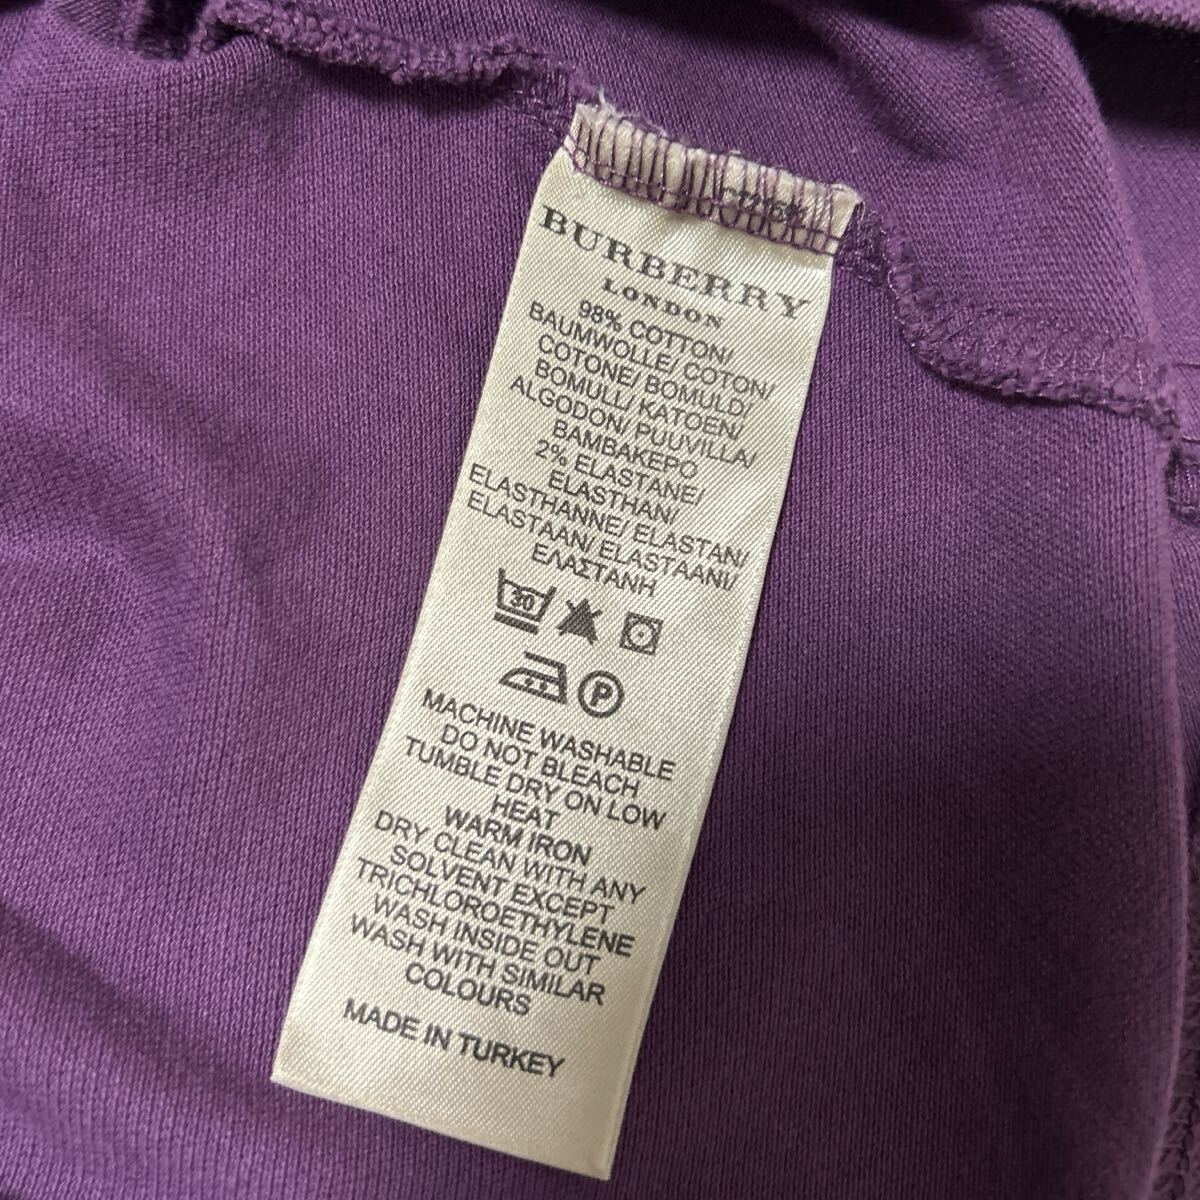 BURBERRY
LONDON
98% COTTON/
BAUMWOLLE/ COTON/
COTONE/ BOMULD/
BOMULL/ KATOEN/
ALGODON/ PUUVILLA/
ΒΑΜΒΑΚΕΡΟ
2% ELASTANE/
ELASTHAN/
ELASTHANNE/ ELASTAN/
ELASTAAN/ ELASTAANI/
ΕΛΑΣΤΑΝΗ
30
P
MACHINE WASHABLE
DO NOT BLEACH
TUMBLE DRY ON LOW
HEAT
WARM IRON
DRY CLEAN WITH ANY
SOLVENT EXCEPT
TRICHLOROETHYLENE
WASH INSIDE OUT
WASH WITH SIMILAR
COLOURS
MADE IN TURKEY